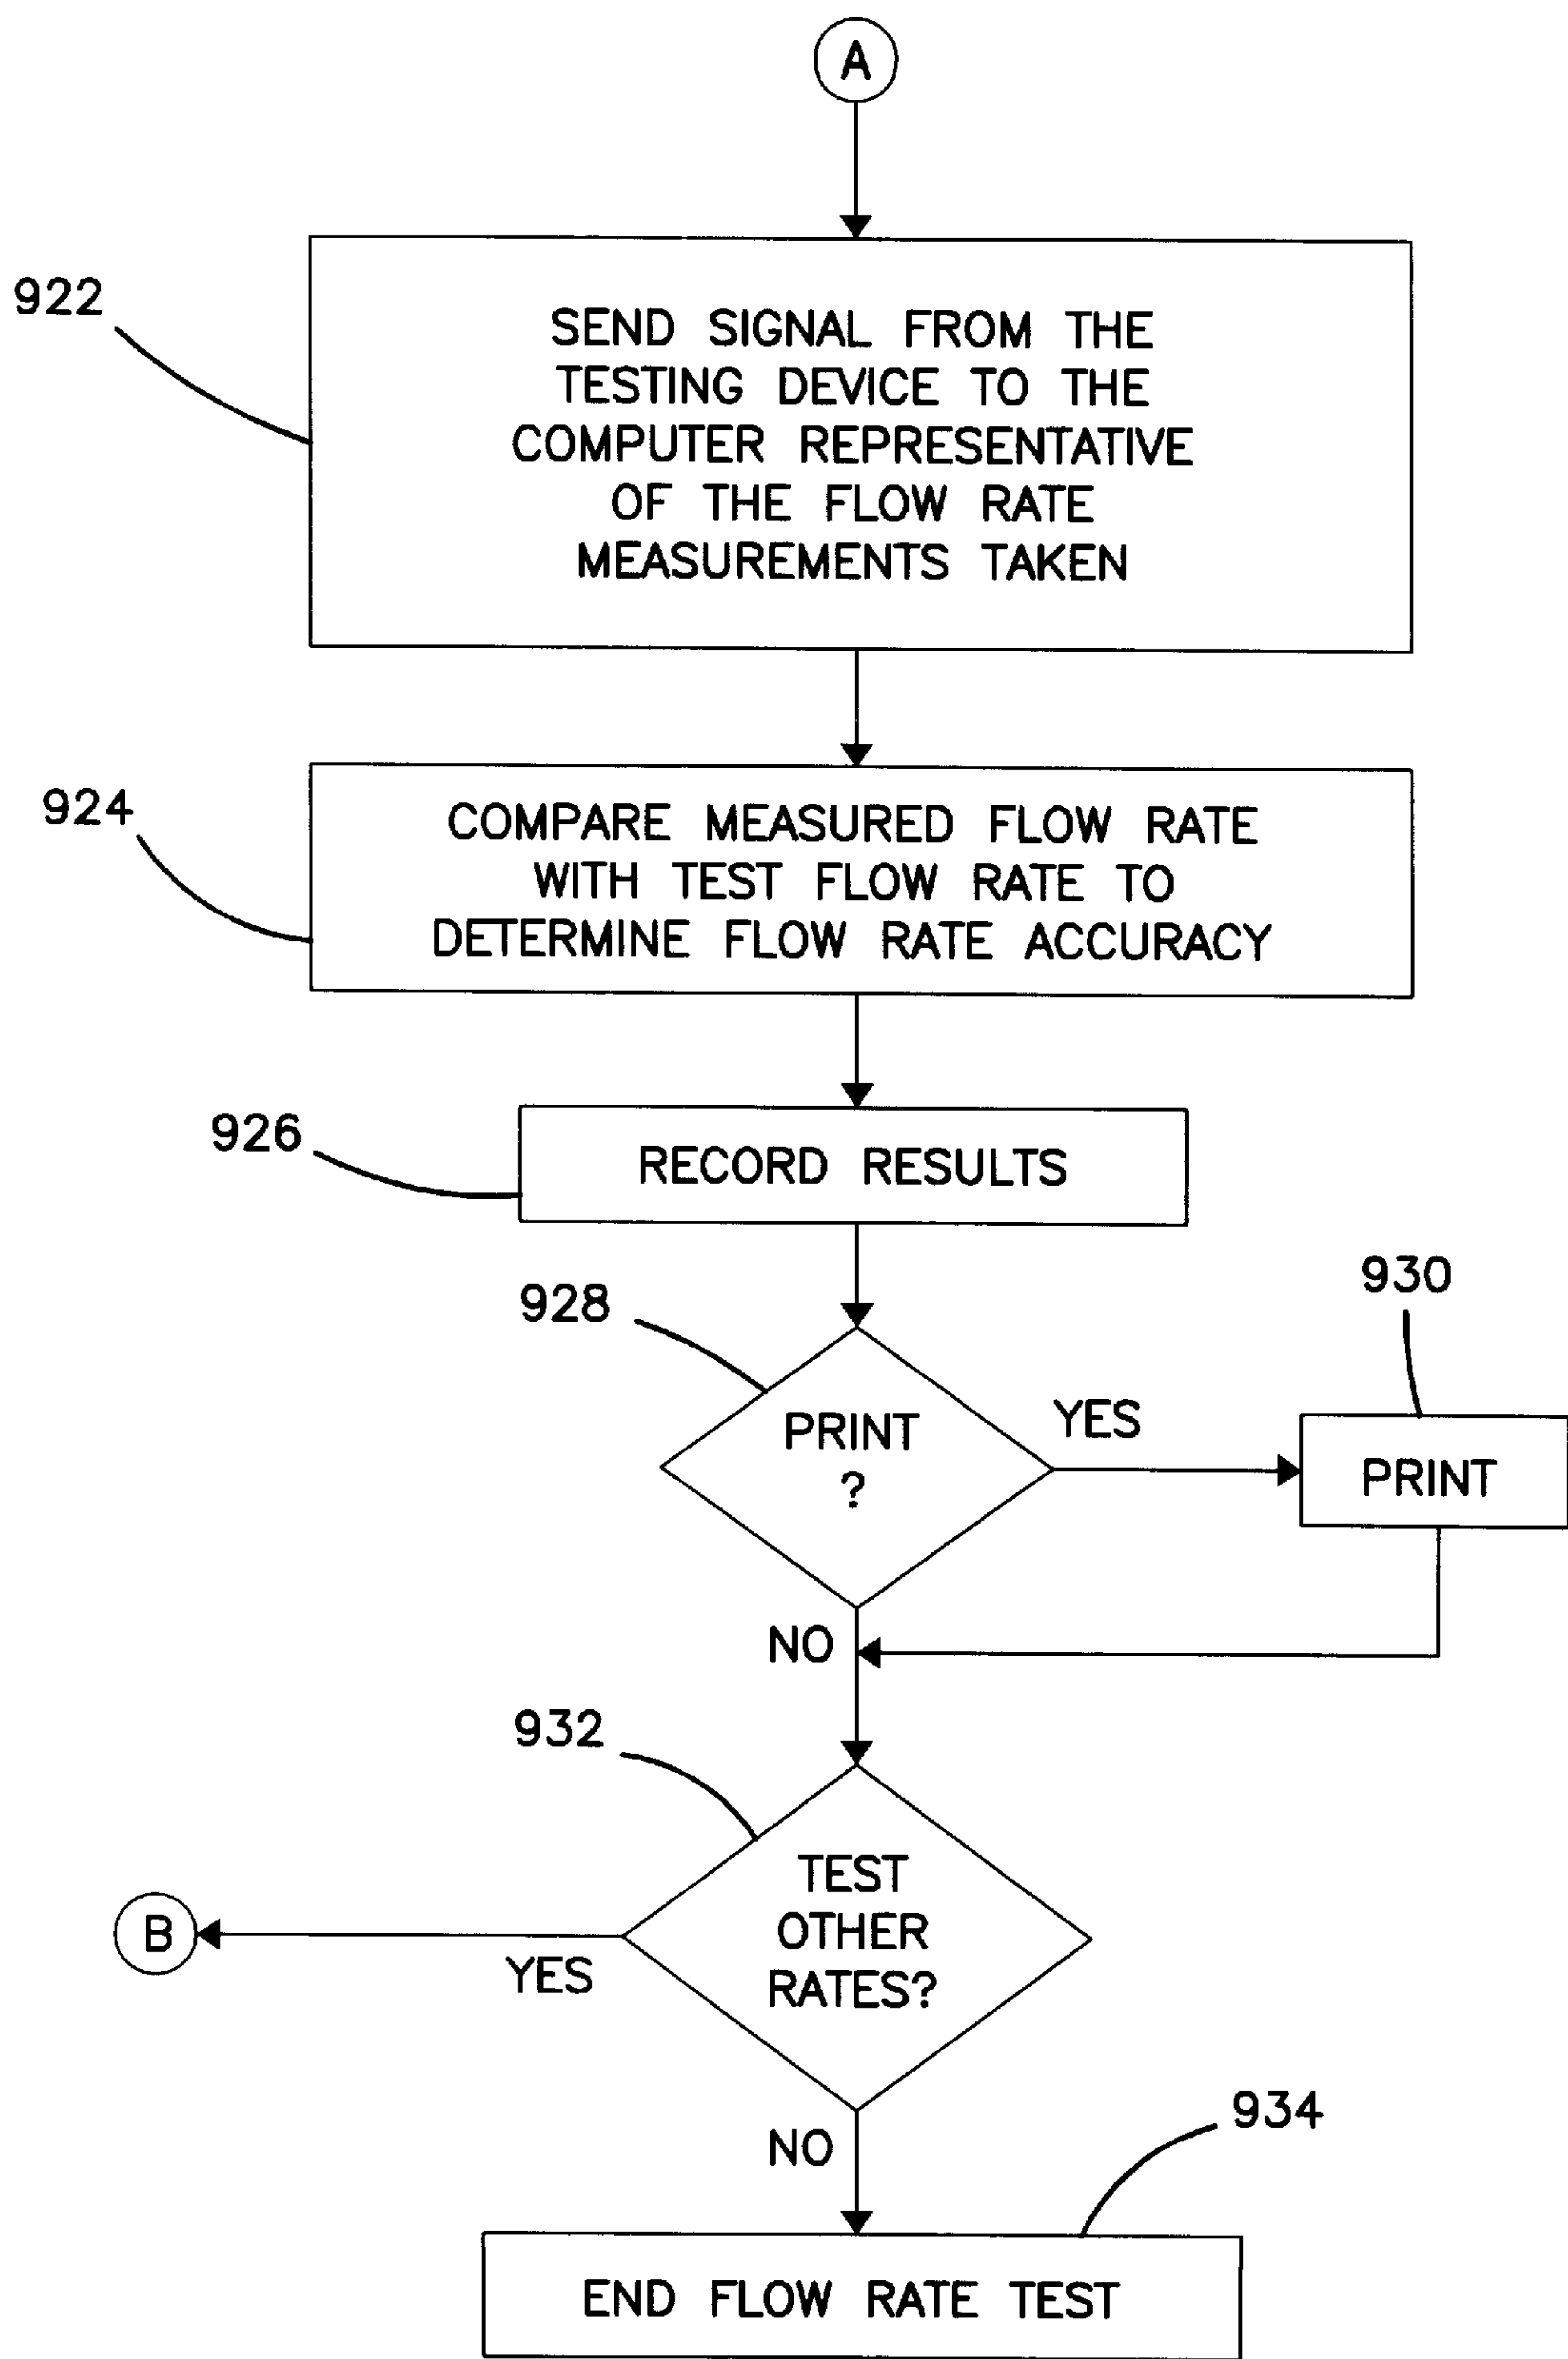 A
922
SEND SIGNAL FROM THE
TESTING DEVICE TO THE
COMPUTER REPRESENTATIVE
OF THE FLOW RATE
MEASUREMENTS TAKEN
924
COMPARE MEASURED FLOW RATE
WITH TEST FLOW RATE TO
DETERMINE FLOW RATE ACCURACY
926
RECORD RESULTS
928
PRINT
?
YES
930
PRINT
NO
932
TEST
OTHER
RATES?
YES
B
NO
934
END FLOW RATE TEST